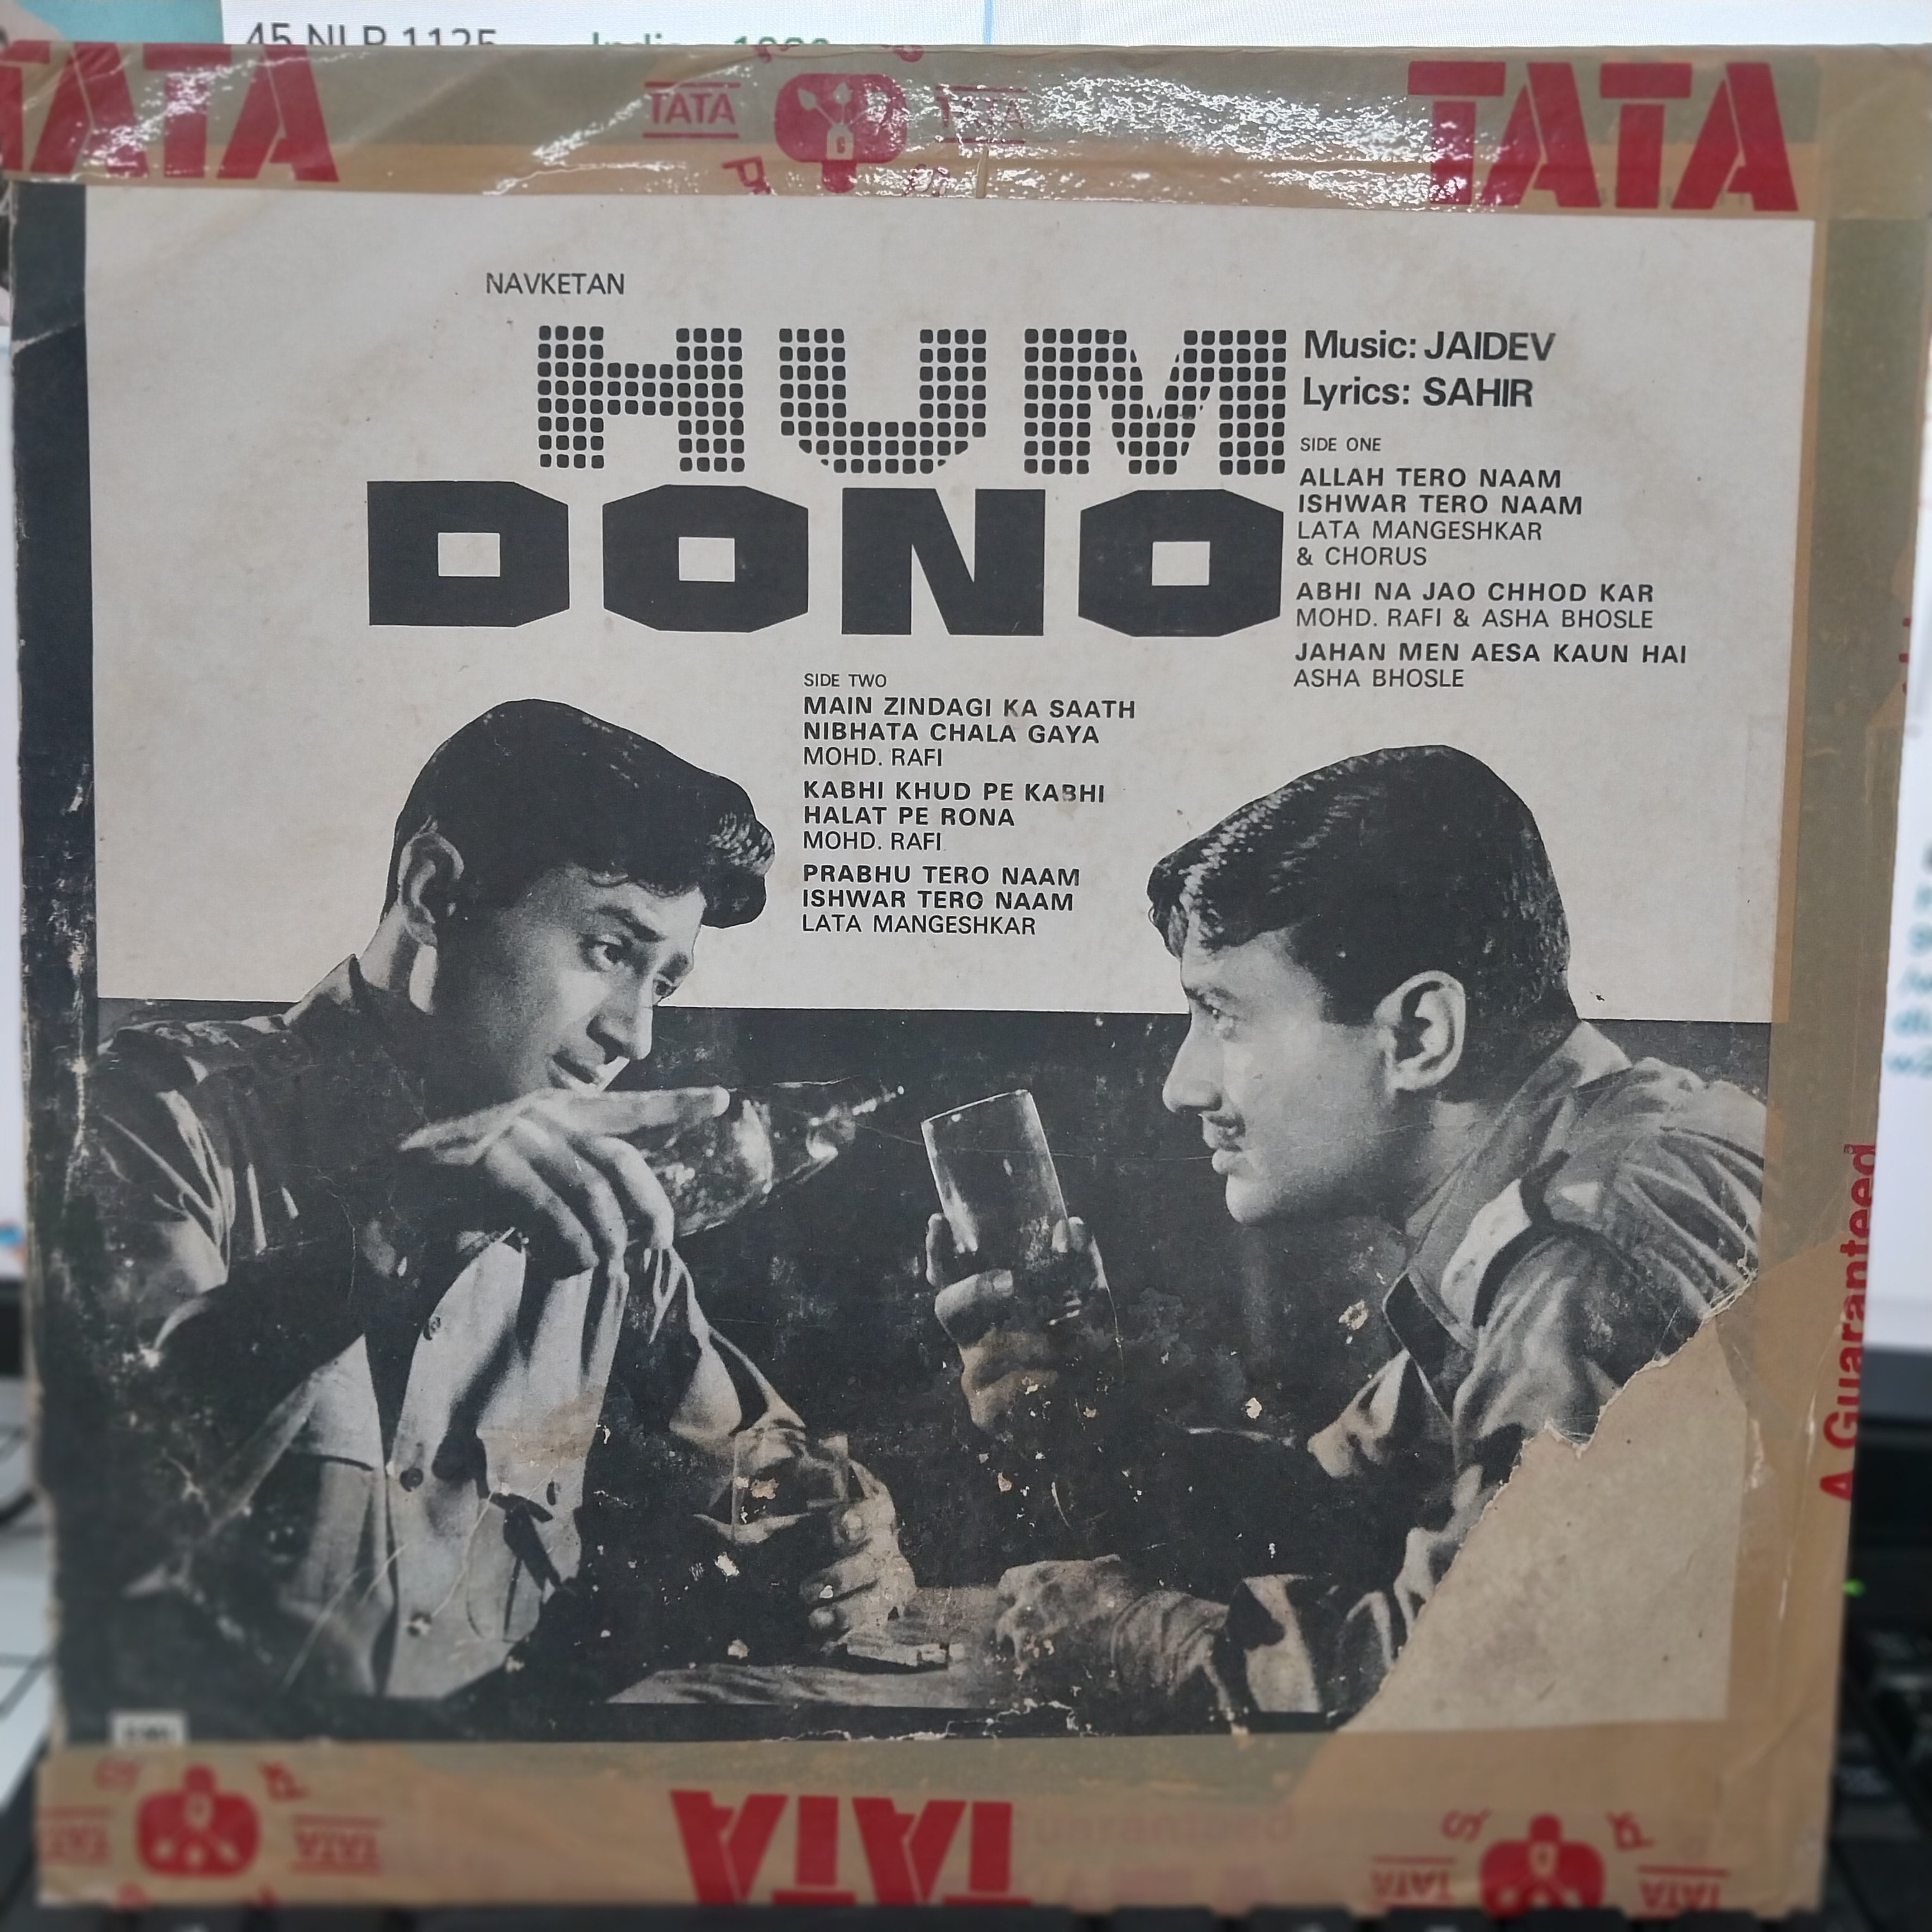 TATA
TATA
TATA
TATA
NAVKETAN
HUM
DONO
Music: JAIDEV
Lyrics: SAHIR
SIDE ONE
ALLAH TERO NAAM
ISHWAR TERO NAAM
LATA MANGESHKAR
& CHORUS
ABHI NA JAO CHHOD KAR
MOHD. RAFI & ASHA BHOSLE
JAHAN MEN AESA KAUN HAI
ASHA BHOSLE
SIDE TWO
MAIN ZINDAGI KA SAATH
NIBHATA CHALA GAYA
MOHD. RAFI
KABHI KHUD PE KABHI
HALAT PE RONA
MOHD. RAFI
PRABHU TERO NAAM
ISHWAR TERO NAAM
LATA MANGESHKAR
A Guaranteed
S P
TATA
TATA
TATA
S P
TATA
TATA